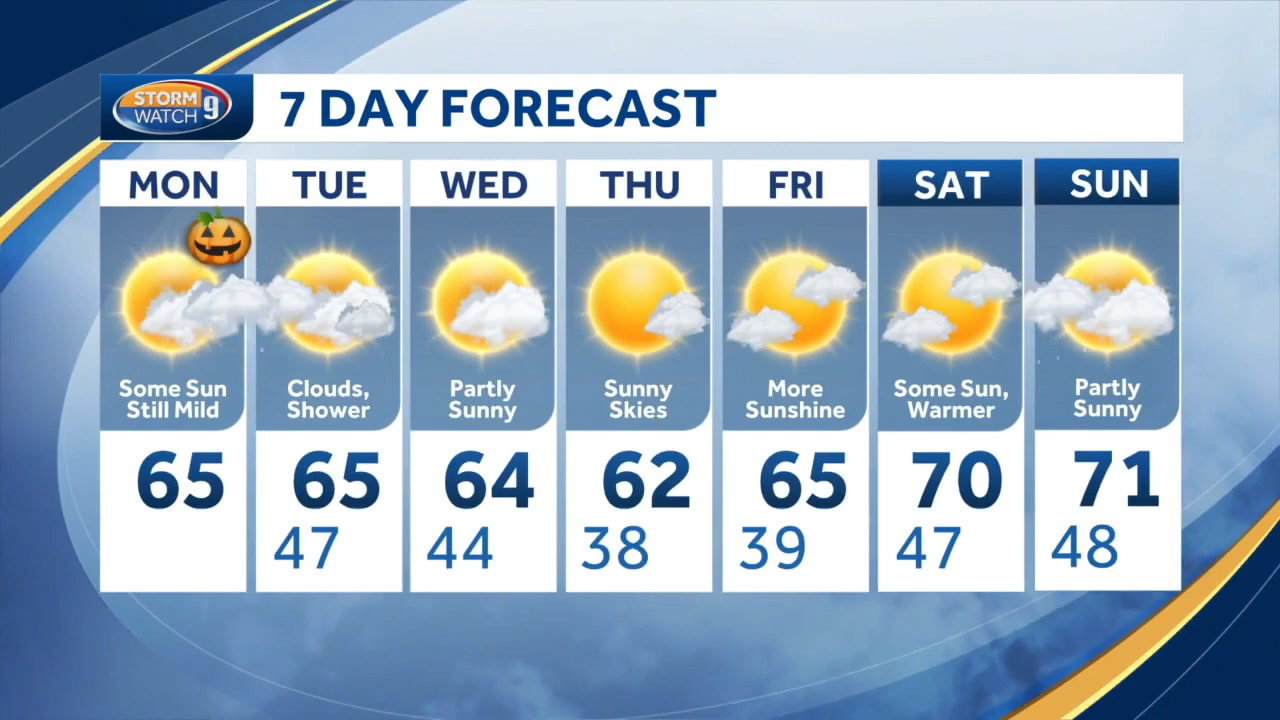 STORM
WATCH 9
7 DAY FORECAST
MON
TUE
WED
THU
FRI
SAT
SUN
Some Sun
Still Mild
Clouds,
Shower
Partly
Sunny
Sunny
Skies
More
Sunshine
Some Sun,
Warmer
Partly
Sunny
65
65
64
62
65
70
71
47
44
38
39
47
48